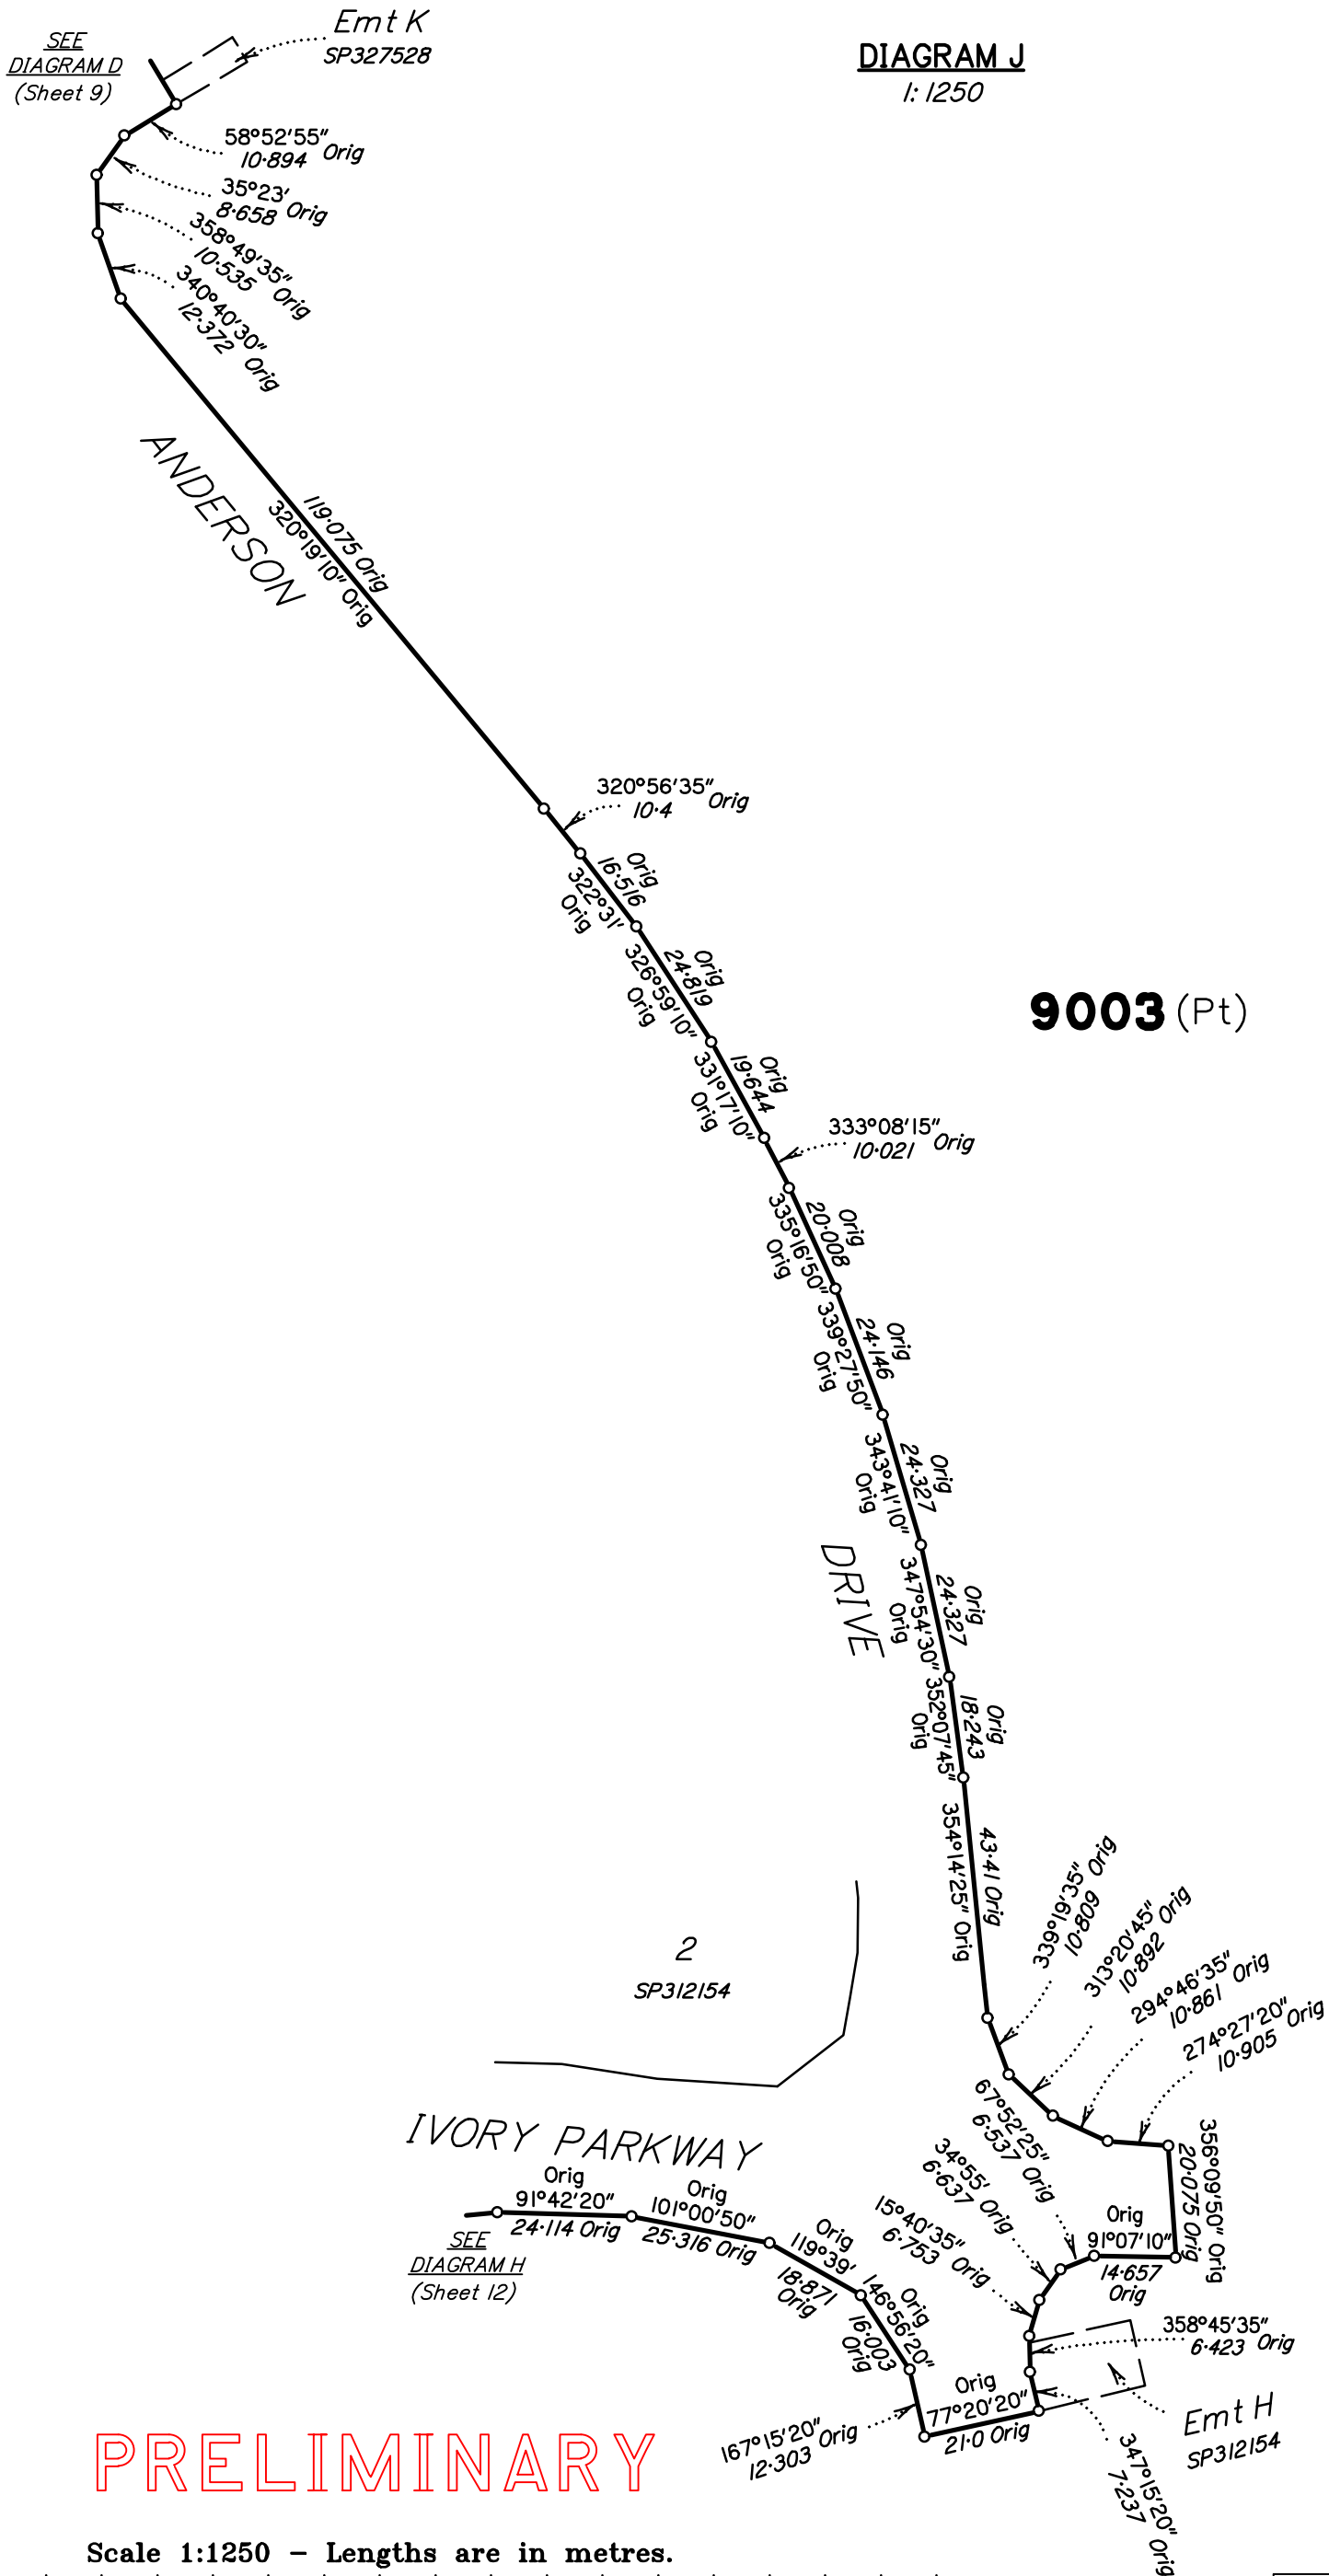 SEE
DIAGRAM D
(Sheet 9)
Emt K
SP327528
DIAGRAM J
1:1250
58°52'55" Orig
10·894
35°23' Orig
8·658
358°49'35" Orig
10·535
340°40'30" Orig
12·372
ANDERSON
119·075 Orig
320°19'10" Orig
320°56'35" Orig
10·4
Orig
16·516
322°31'
Orig
Orig
24·819
326°59'10"
Orig
9003 (Pt)
Orig
19·644
331°17'10"
Orig
333°08'15" Orig
10·021
Orig
20·008
335°16'50"
Orig
Orig
24·146
339°27'50"
Orig
Orig
24·327
343°41'10"
Orig
DRIVE
Orig
24·327
347°54'30"
Orig
Orig
18·243
352°07'45"
Orig
43·41 Orig
354°14'25" Orig
339°19'35" Orig
10·809
313°20'45" Orig
10·892
294°46'35" Orig
10·861
274°27'20" Orig
10·905
2
SP312154
IVORY PARKWAY
67°52'25" Orig
6·537
34°55' Orig
6·637
15°40'35" Orig
6·753
356°09'50" Orig
20·075 Orig
Orig
91°07'10"
14·657
Orig
Orig
91°42'20"
24·114 Orig
Orig
101°00'50"
25·316 Orig
Orig
119°39'
18·871
Orig
Orig
146°56'20"
16·003
Orig
SEE
DIAGRAM H
(Sheet 12)
358°45'35"
6·423 Orig
167°15'20" Orig
12·303
Orig
77°20'20"
21·0 Orig
Emt H
SP312154
347°15'20" Orig
7·237
PRELIMINARY
Scale 1:1250 – Lengths are in metres.